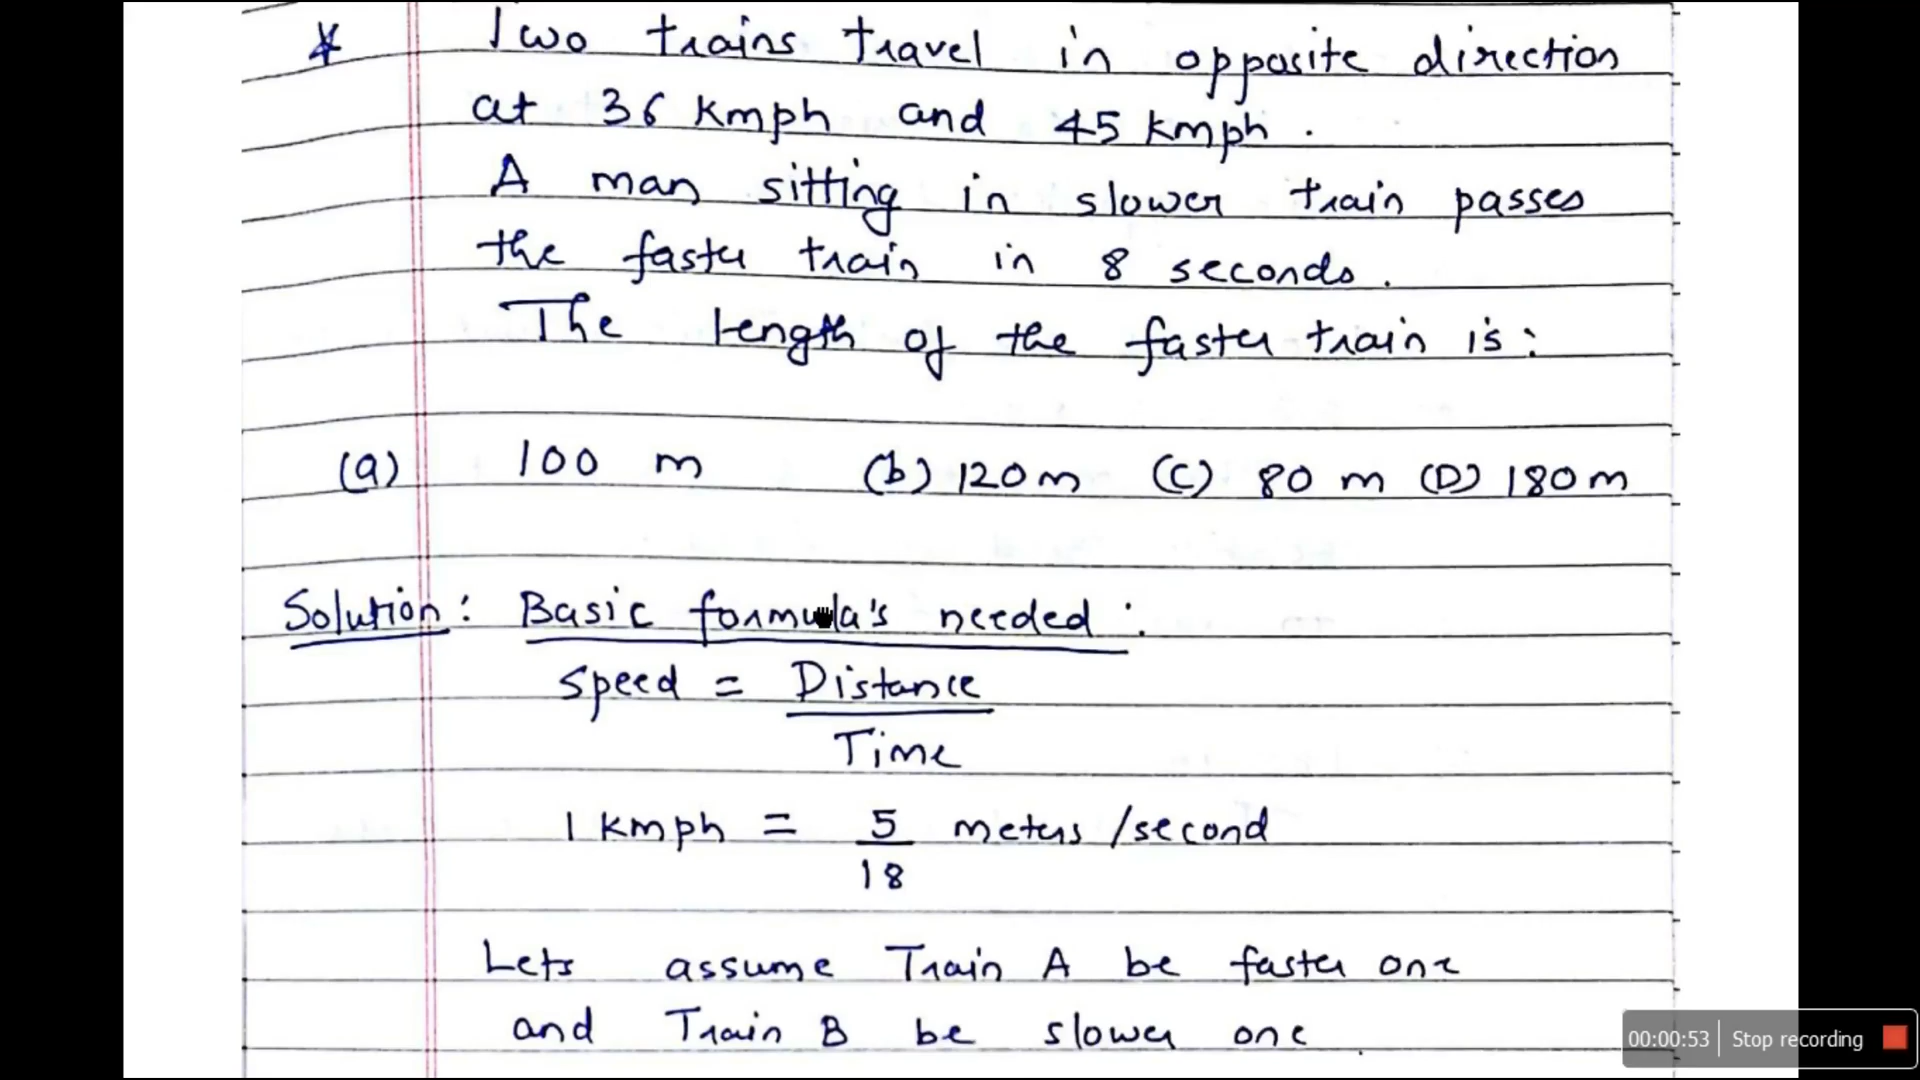 * Two trains travel in opposite direction
at 36 kmph and 45 kmph.
A man sitting in slower train passes
the faster train in 8 seconds.
The length of the faster train is:
(a) 100 m (b) 120m (C) 80 m (D) 180m
Solution: Basic formula's needed:
Speed = Distance
Time
1 kmph = 5 meters/second
18
Lets assume Train A be faster one
and Train B be slower one
00:00:53 Stop recording